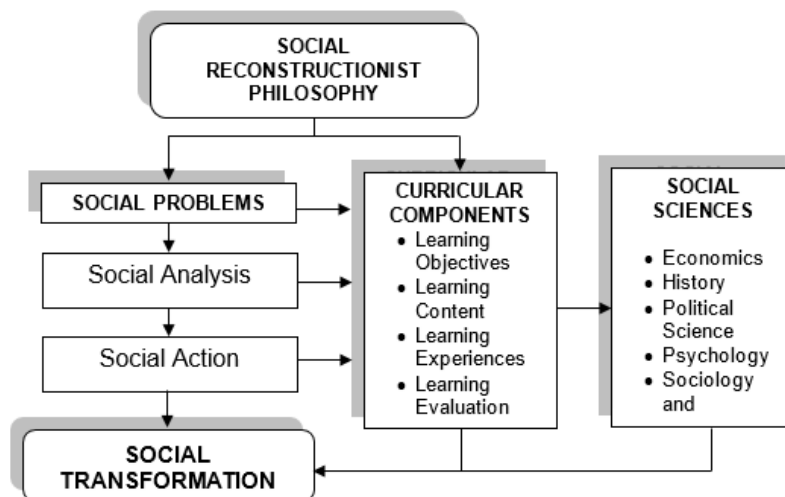 SOCIAL
RECONSTRUCTIONIST
PHILOSOPHY
SOCIAL PROBLEMS
Social Analysis
Social Action
SOCIAL
TRANSFORMATION
CURRICULAR
COMPONENTS
• Learning
Objectives
• Learning
Content
• Learning
Experiences
• Learning
Evaluation
SOCIAL
SCIENCES
• Economics
• History
• Political
Science
• Psychology
• Sociology
and